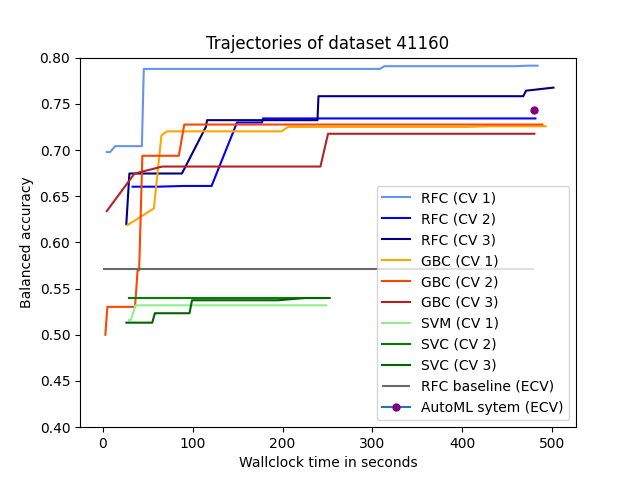 Trajectories of dataset 41160
Balanced accuracy
0.80
0.75
0.70
0.65
0.60
0.55
0.50
0.45
0.40
RFC (CV 1)
RFC (CV 2)
RFC (CV 3)
GBC (CV 1)
GBC (CV 2)
GBC (CV 3)
SVM (CV 1)
SVC (CV 2)
SVC (CV 3)
RFC baseline (ECV)
AutoML sytem (ECV)
0 100 200 300 400 500
Wallclock time in seconds